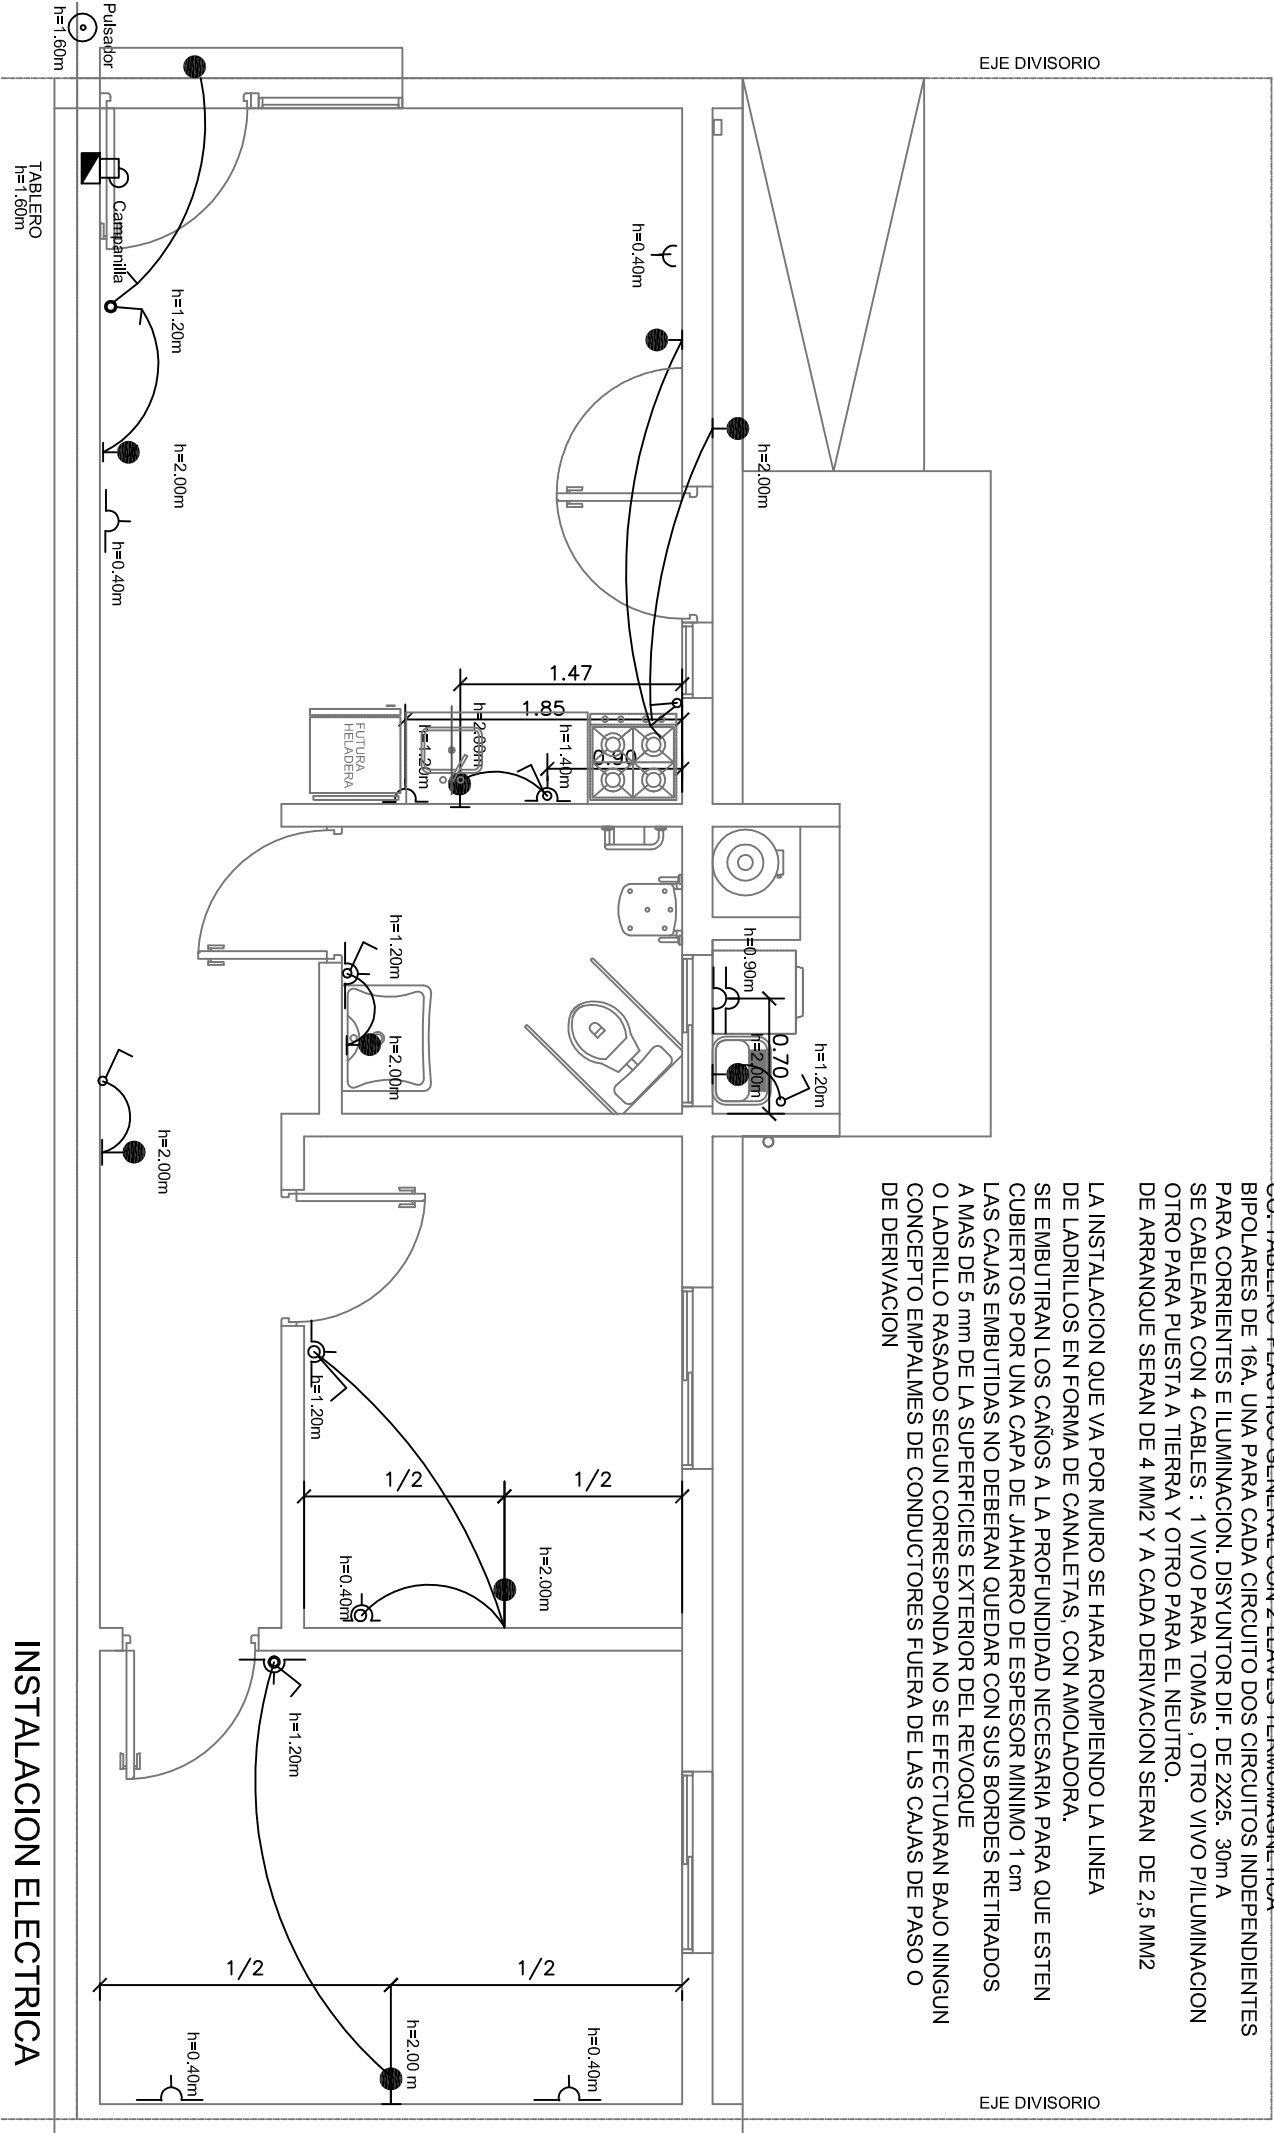 EJE DIVISORIO
Pulsador
h=1.60m
TABLERO
h=1.60m
Campanilla
h=1.20m
h=2.00m
h=0.40m
h=0.40m
h=2.00m
1.47
1.85
0.90
h=2.00m
h=1.20m
h=1.40m
FUTURA
HELADERA
h=1.20m
h=2.00m
h=0.90m
0.70
h=2.00m
h=1.20m
h=2.00m
h=1.20m
1/2
1/2
h=2.00m
h=0.40m
h=1.20m
1/2
1/2
h=2.00 m
h=0.40m
h=0.40m
TABLERO PLASTICO GENERAL CON 2 LLAVES TERMOMAGNETICA
BIPOLARES DE 16A. UNA PARA CADA CIRCUITO DOS CIRCUITOS INDEPENDIENTES
PARA CORRIENTES E ILUMINACION. DISYUNTOR DIF. DE 2X25. 30m A
SE CABLEARA CON 4 CABLES : 1 VIVO PARA TOMAS , OTRO VIVO P/ILUMINACION
OTRO PARA PUESTA A TIERRA Y OTRO PARA EL NEUTRO.
DE ARRANQUE SERAN DE 4 MM2 Y A CADA DERIVACION SERAN DE 2,5 MM2
LA INSTALACION QUE VA POR MURO SE HARA ROMPIENDO LA LINEA
DE LADRILLOS EN FORMA DE CANALETAS, CON AMOLADORA.
SE EMBUTIRAN LOS CAÑOS A LA PROFUNDIDAD NECESARIA PARA QUE ESTEN
CUBIERTOS POR UNA CAPA DE JAHARRO DE ESPESOR MINIMO 1 cm
LAS CAJAS EMBUTIDAS NO DEBERAN QUEDAR CON SUS BORDES RETIRADOS
A MAS DE 5 mm DE LA SUPERFICIES EXTERIOR DEL REVOQUE
O LADRILLO RASADO SEGUN CORRESPONDA NO SE EFECTUARAN BAJO NINGUN
CONCEPTO EMPALMES DE CONDUCTORES FUERA DE LAS CAJAS DE PASO O
DE DERIVACION
EJE DIVISORIO
INSTALACION ELECTRICA